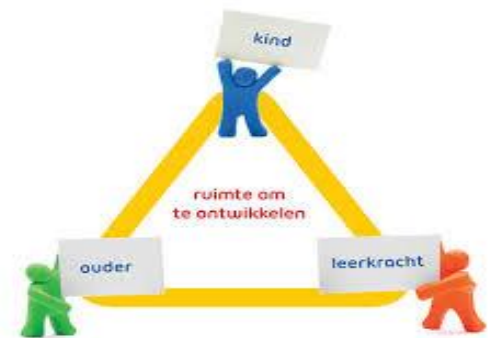 kind
ruimte om
te ontwikkelen
ouder
leerkracht